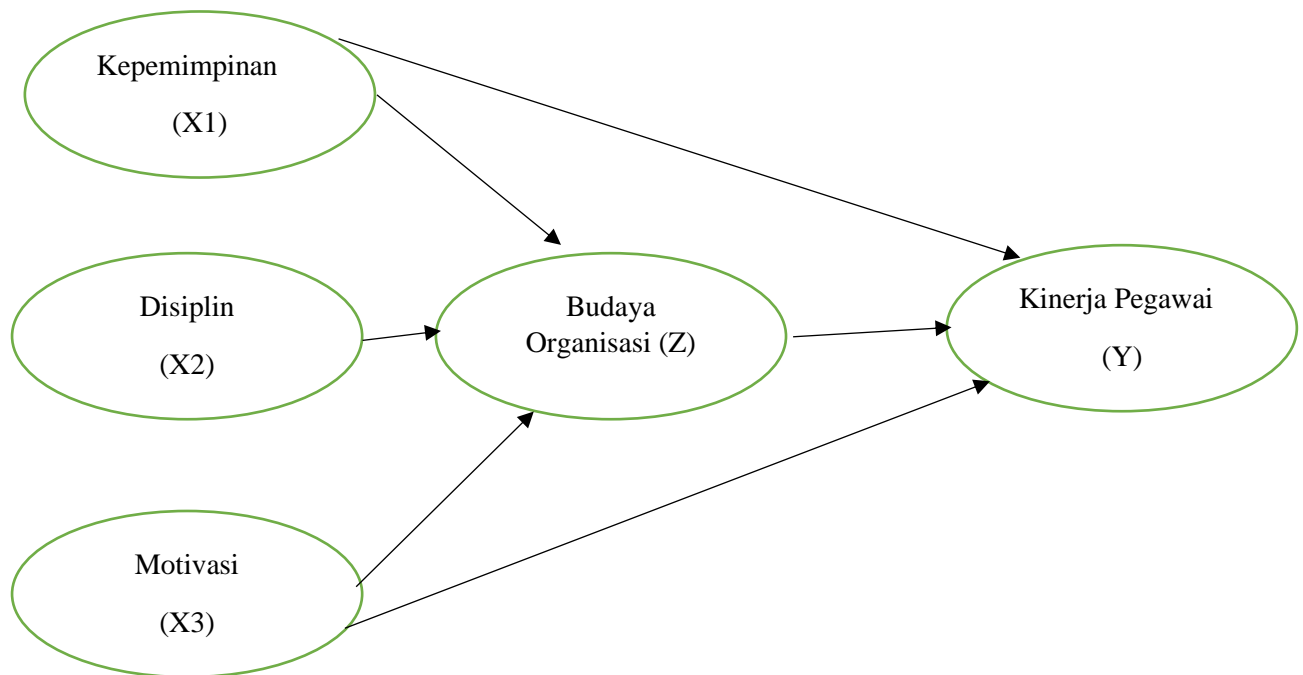 Kepemimpinan
(X1)
Disiplin
(X2)
Budaya
Organisasi (Z)
Kinerja Pegawai
(Y)
Motivasi
(X3)